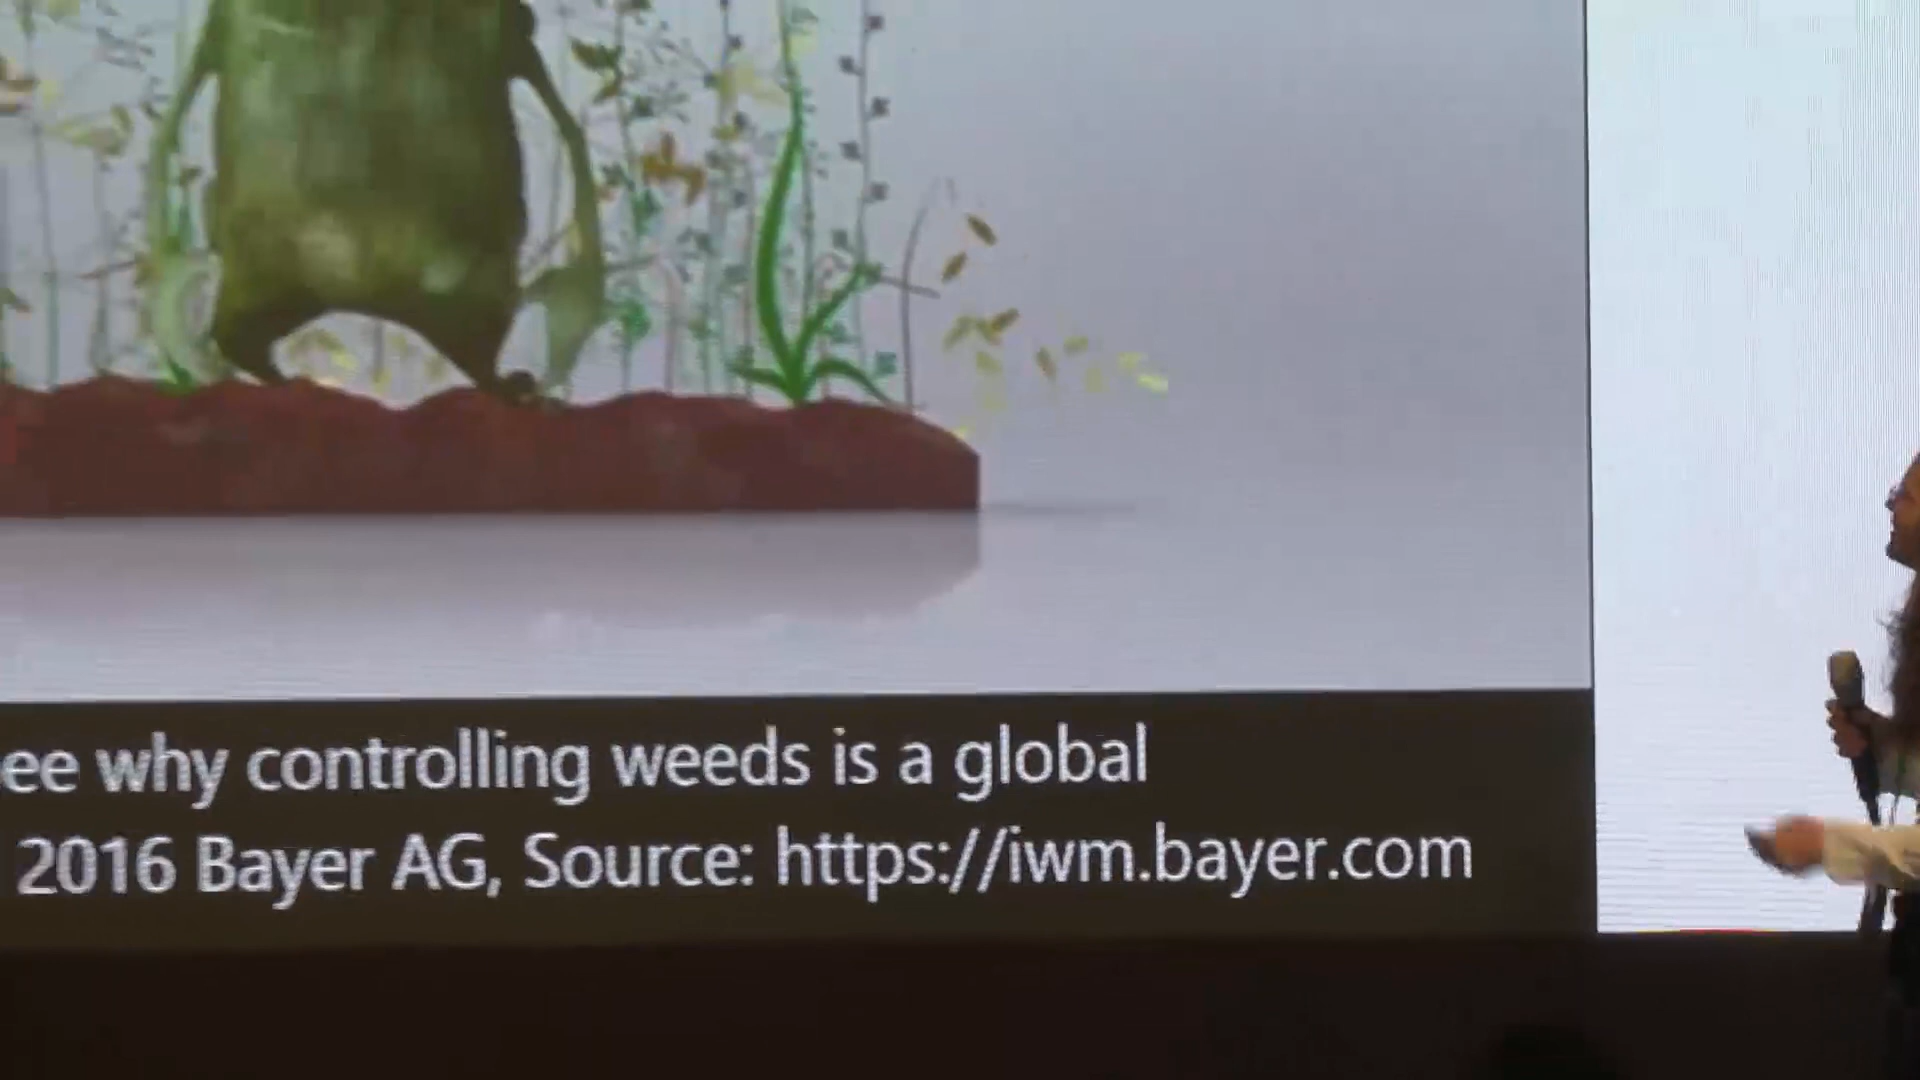 ee why controlling weeds is a global
2016 Bayer AG, Source: https://iwm.bayer.com